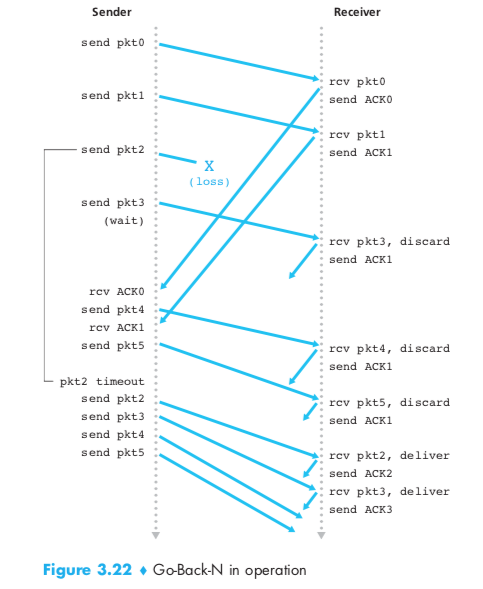 Sender
Receiver
send pkt0
rcv pkt0
send ACK0
send pkt1
rcv pkt1
send ACK1
send pkt2
X
(loss)
send pkt3
(wait)
rcv pkt3, discard
send ACK1
rcv ACK0
send pkt4
rcv ACK1
send pkt5
rcv pkt4, discard
send ACK1
pkt2 timeout
send pkt2
send pkt3
send pkt4
send pkt5
rcv pkt5, discard
send ACK1
rcv pkt2, deliver
send ACK2
rcv pkt3, deliver
send ACK3
Figure 3.22 ♦ Go-Back-N in operation